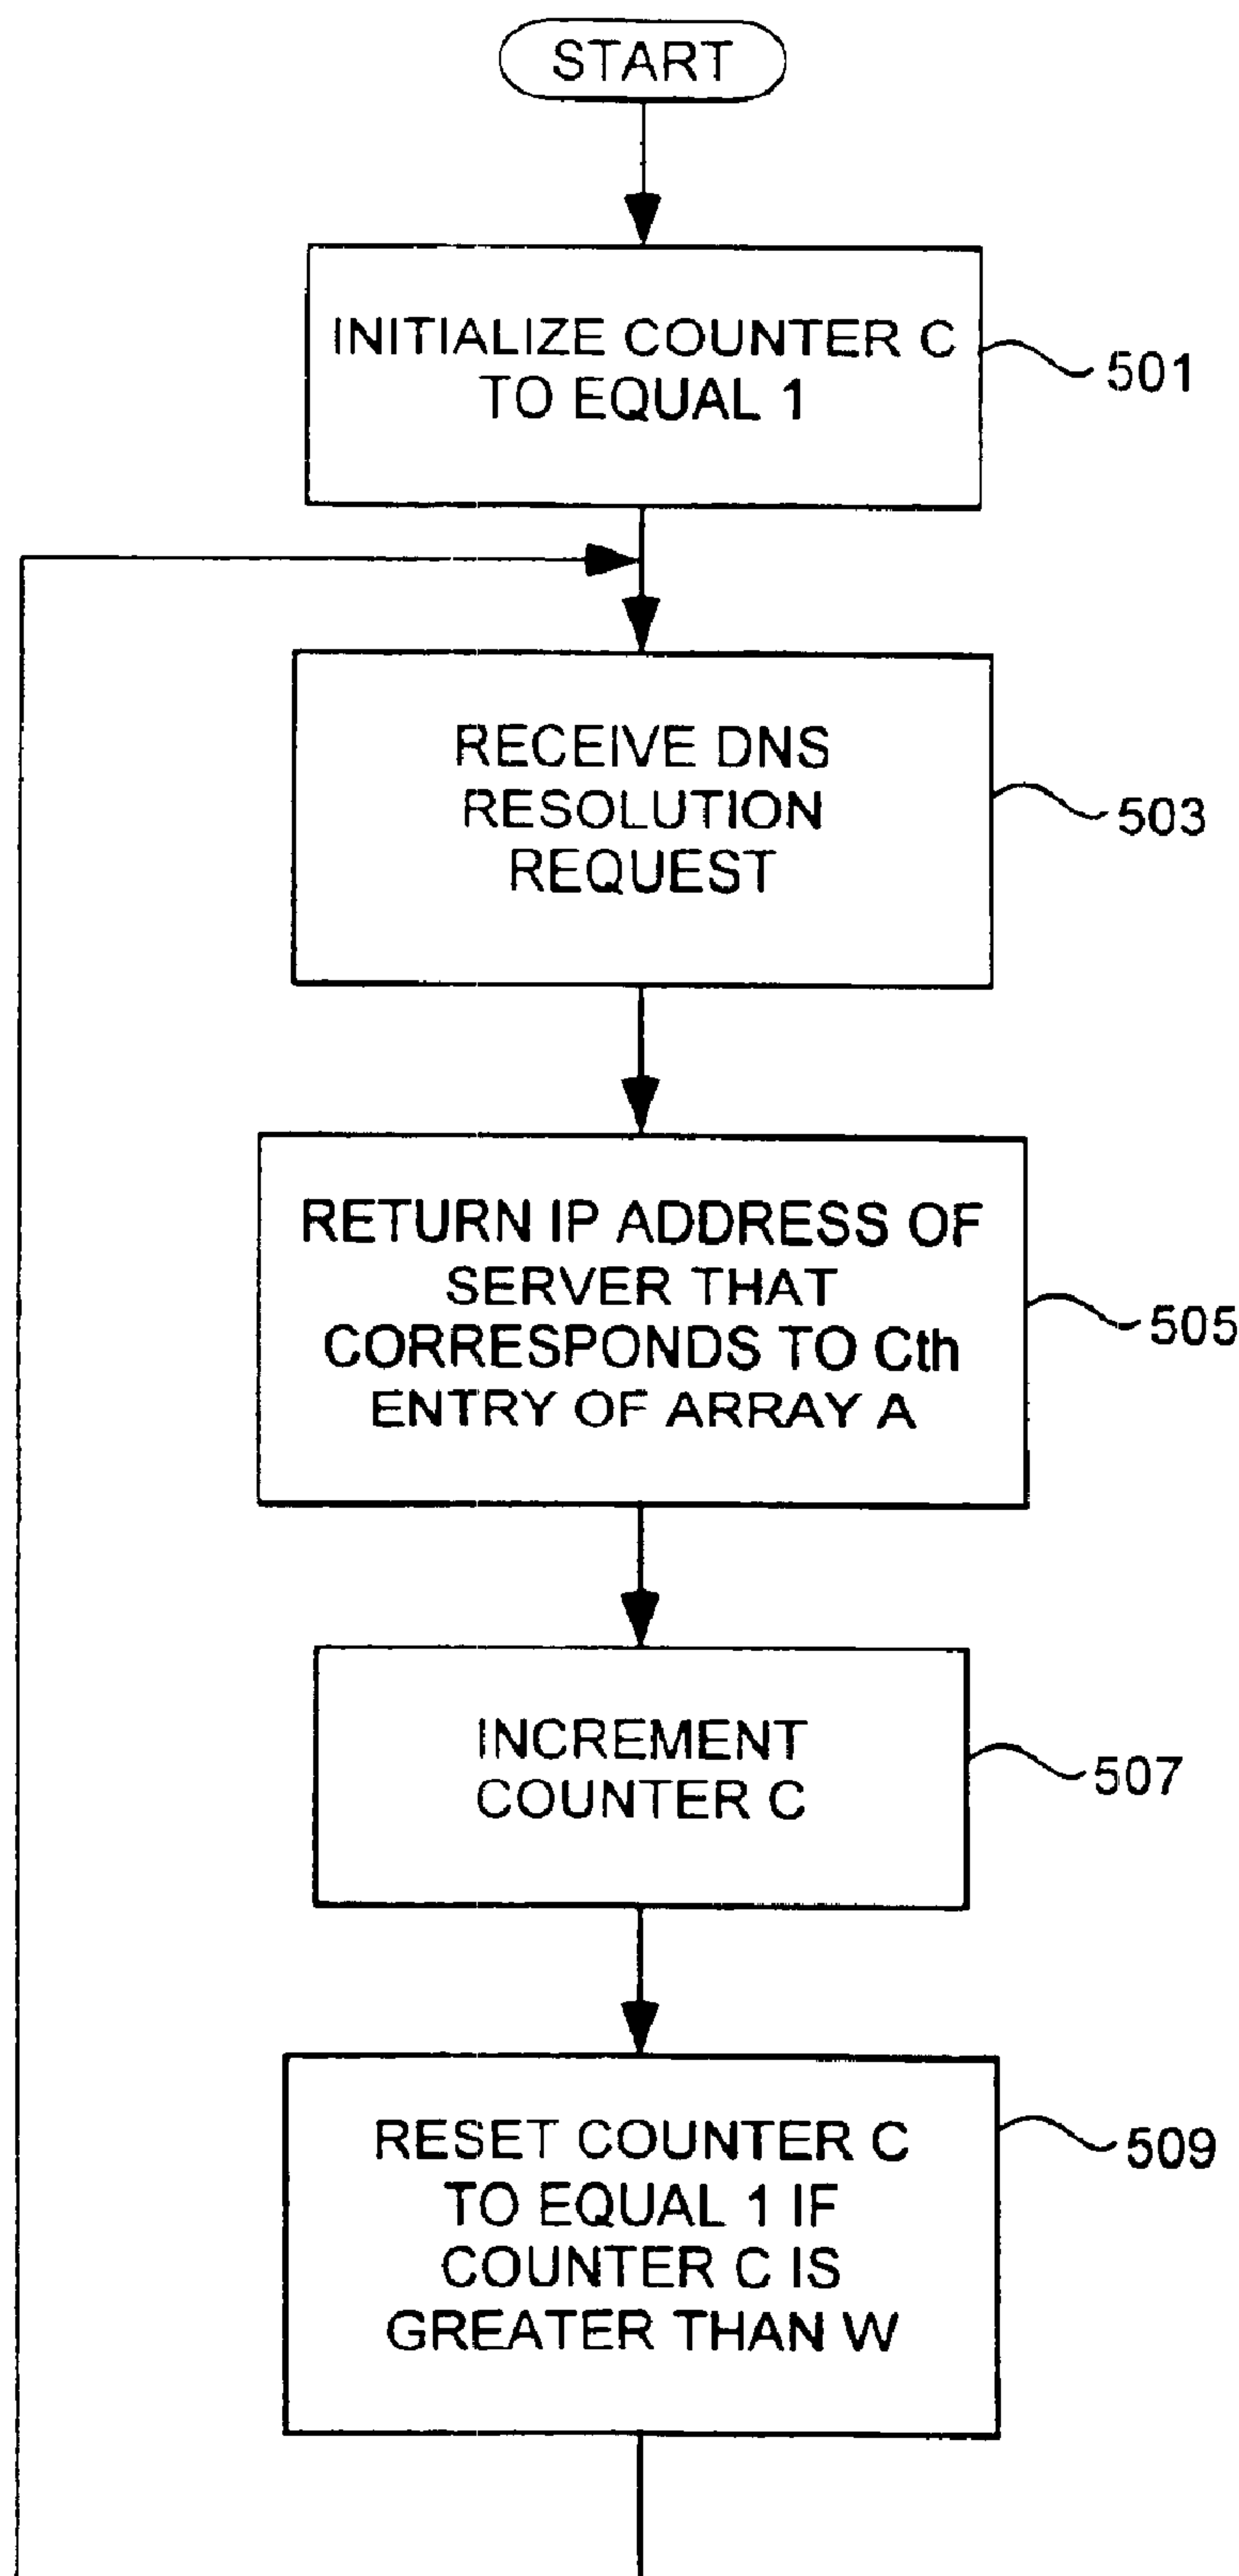 START
INITIALIZE COUNTER C
TO EQUAL 1
501
RECEIVE DNS
RESOLUTION
REQUEST
503
RETURN IP ADDRESS OF
SERVER THAT
CORRESPONDS TO Cth
ENTRY OF ARRAY A
505
INCREMENT
COUNTER C
507
RESET COUNTER C
TO EQUAL 1 IF
COUNTER C IS
GREATER THAN W
509